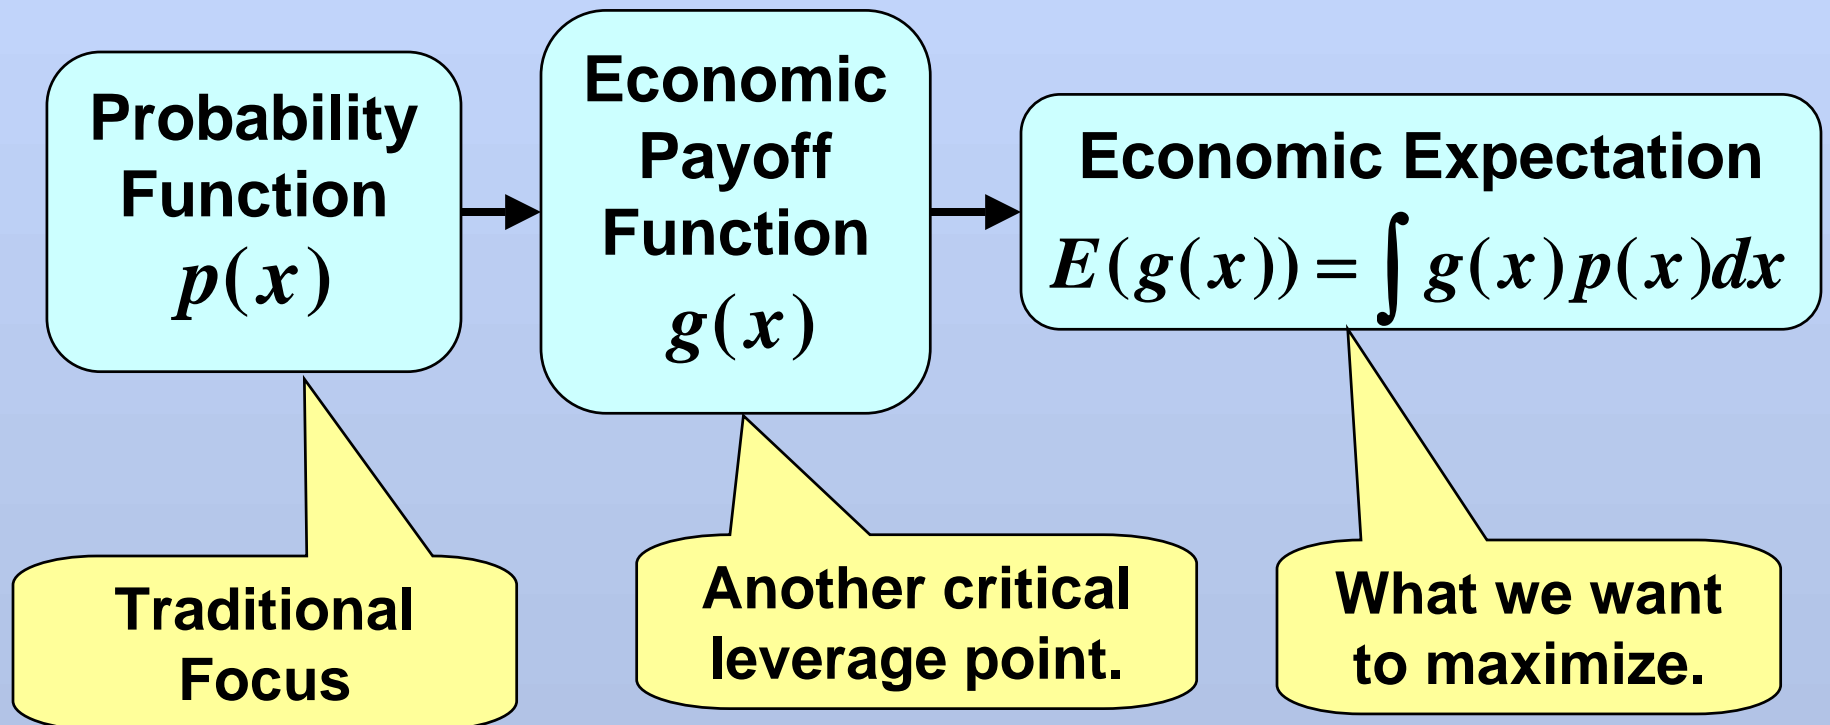 Probability
Function
p(x)
Economic
Payoff
Function
g(x)
Economic Expectation
E(g(x)) = ∫ g(x)p(x)dx
Traditional
Focus
Another critical
leverage point.
What we want
to maximize.